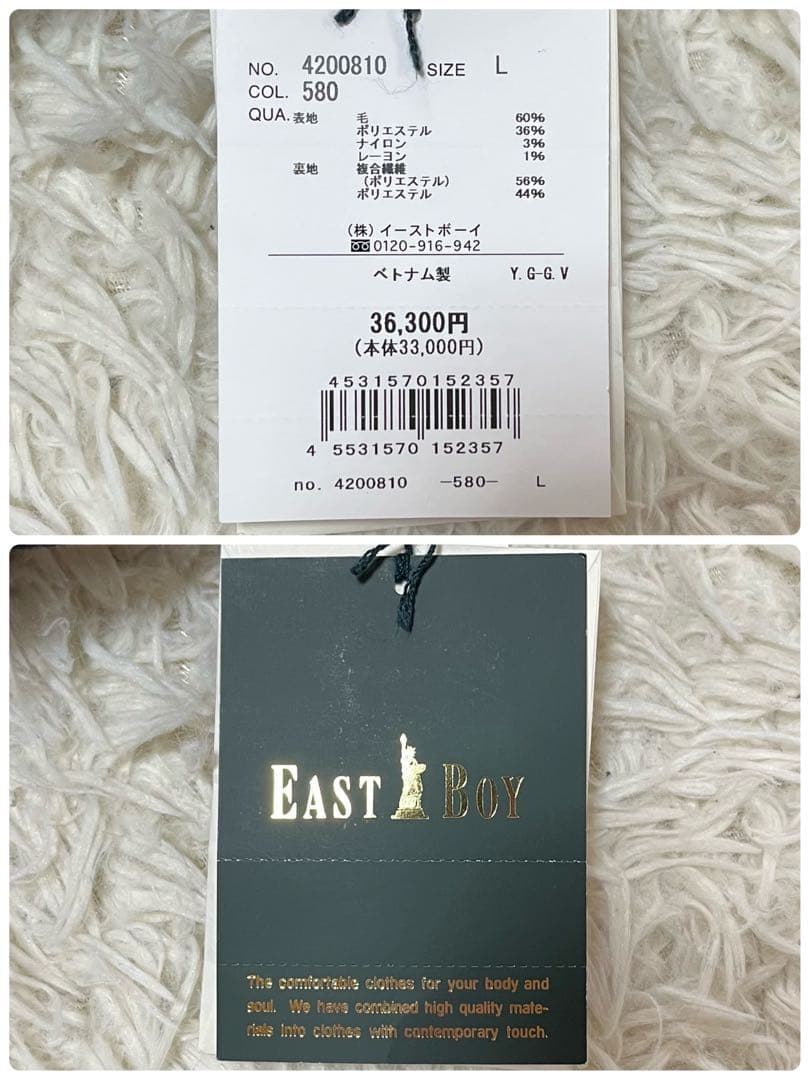 NO. 4200810 SIZE L
COL. 580
QUA. 表地 毛 60%
ポリエステル 36%
ナイロン 3%
レーヨン 1%
裏地 複合繊維
(ポリエステル) 56%
ポリエステル 44%
(株)イーストボーイ
0120-916-942
ベトナム製 Y.G-G.V
36,300円
(本体33,000円)
4531570152357
4 5531570 152357
no. 4200810 -580- L
EAST BOY
The comfortable clothes for your body and
soul. We have combined high quality mate-
rials into clothes with contemporary touch.